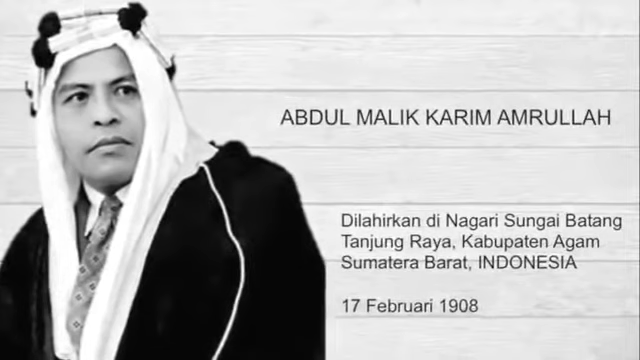 ABDUL MALIK KARIM AMRULLAH
Dilahirkan di Nagari Sungai Batang
Tanjung Raya, Kabupaten Agam
Sumatera Barat, INDONESIA
17 Februari 1908